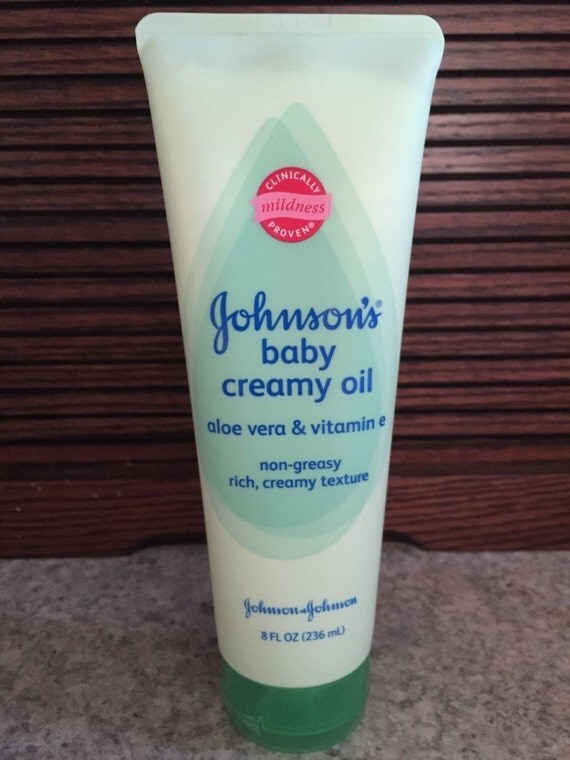 CLINICALLY
mildness
PROVEN®
Johnson's®
baby
creamy oil
aloe vera & vitamin e
non-greasy
rich, creamy texture
Johnson & Johnson
8 FL OZ (236 mL)